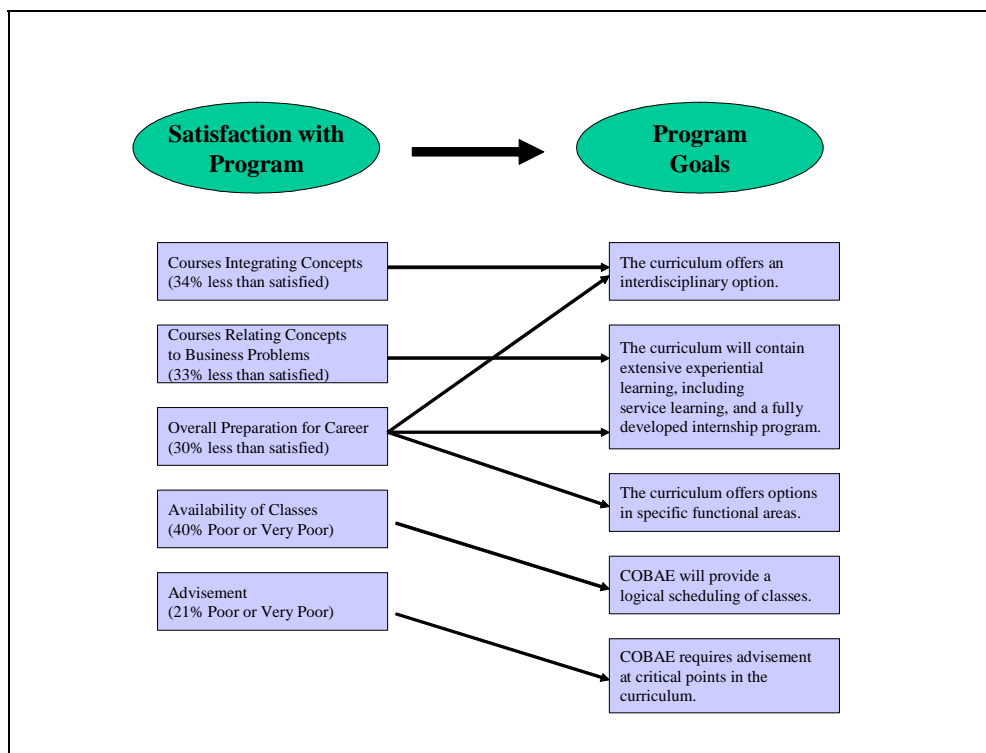 Satisfaction with
Program
Program
Goals
Courses Integrating Concepts
(34% less than satisfied)
Courses Relating Concepts
to Business Problems
(33% less than satisfied)
Overall Preparation for Career
(30% less than satisfied)
Availability of Classes
(40% Poor or Very Poor)
Advisement
(21% Poor or Very Poor)
The curriculum offers an
interdisciplinary option.
The curriculum will contain
extensive experiential
learning, including
service learning, and a fully
developed internship program.
The curriculum offers options
in specific functional areas.
COBAE will provide a
logical scheduling of classes.
COBAE requires advisement
at critical points in the
curriculum.